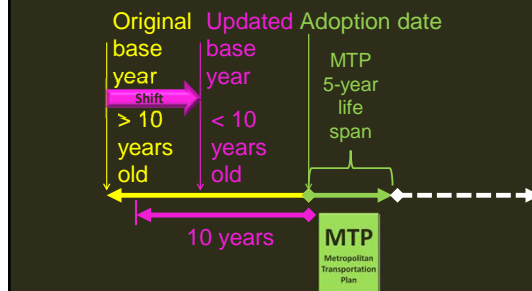 Original
base
year
Updated
base
year
Adoption date
Shift
> 10
years
old
< 10
years
old
MTP
5-year
life
span
10 years
MTP
Metropolitan
Transportation
Plan